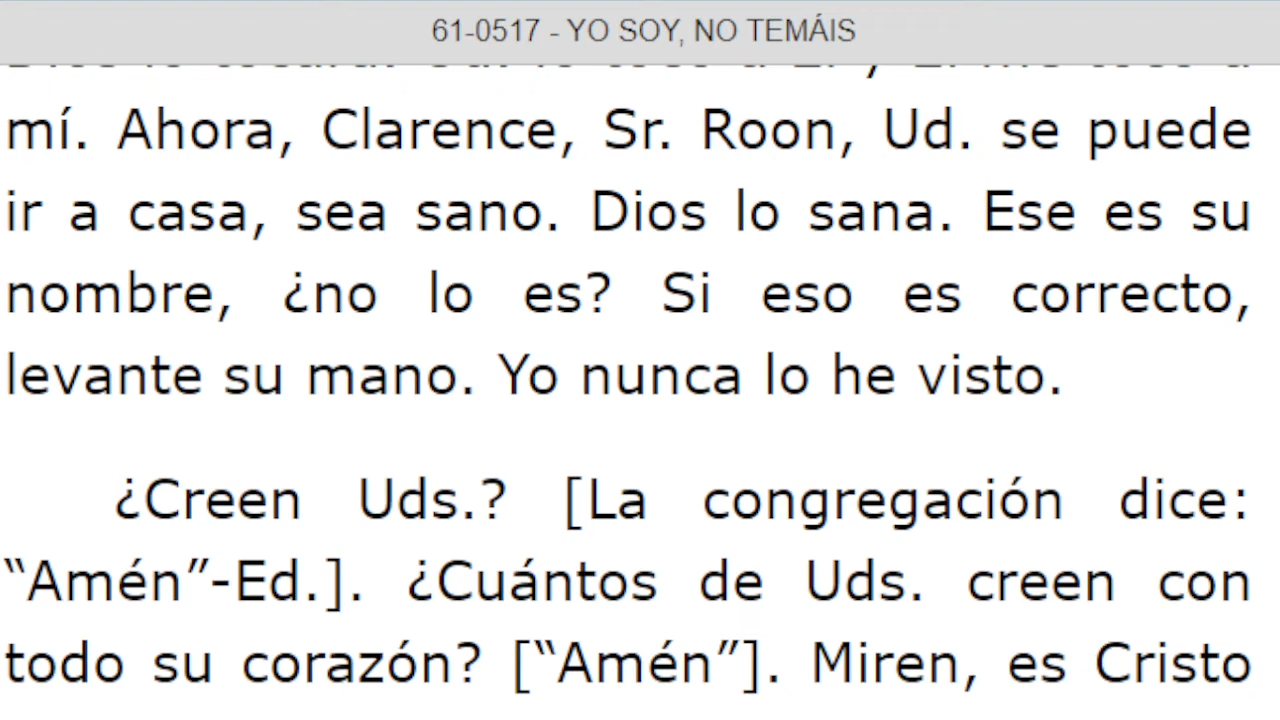 61-0517 - YO SOY, NO TEMÁIS
mí. Ahora, Clarence, Sr. Roon, Ud. se puede
ir a casa, sea sano. Dios lo sana. Ese es su
nombre, ¿no lo es? Si eso es correcto,
levante su mano. Yo nunca lo he visto.
¿Creen Uds.? [La congregación dice:
“Amén”-Ed.]. ¿Cuántos de Uds. creen con
todo su corazón? [“Amén”]. Miren, es Cristo